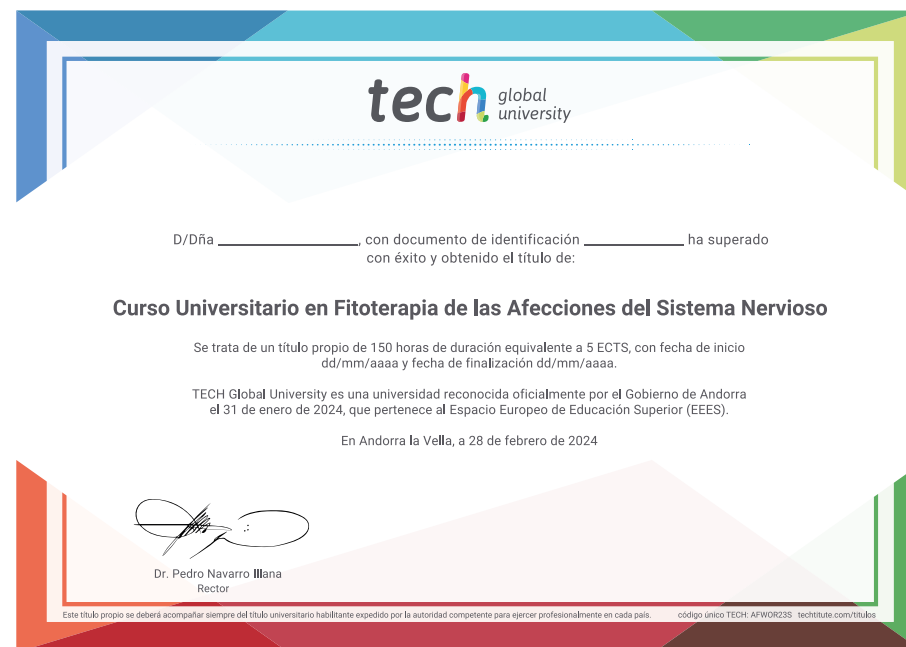 tech global university
D/Dña ____________________, con documento de identificación ______________ ha superado
con éxito y obtenido el título de:
Curso Universitario en Fitoterapia de las Afecciones del Sistema Nervioso
Se trata de un título propio de 150 horas de duración equivalente a 5 ECTS, con fecha de inicio
dd/mm/aaaa y fecha de finalización dd/mm/aaaa.
TECH Global University es una universidad reconocida oficialmente por el Gobierno de Andorra
el 31 de enero de 2024, que pertenece al Espacio Europeo de Educación Superior (EEES).
En Andorra la Vella, a 28 de febrero de 2024
Dr. Pedro Navarro Illana
Rector
Este título propio se deberá acompañar siempre del título universitario habilitante expedido por la autoridad competente para ejercer profesionalmente en cada país. código único TECH: AFWOR23S techtitute.com/titulos